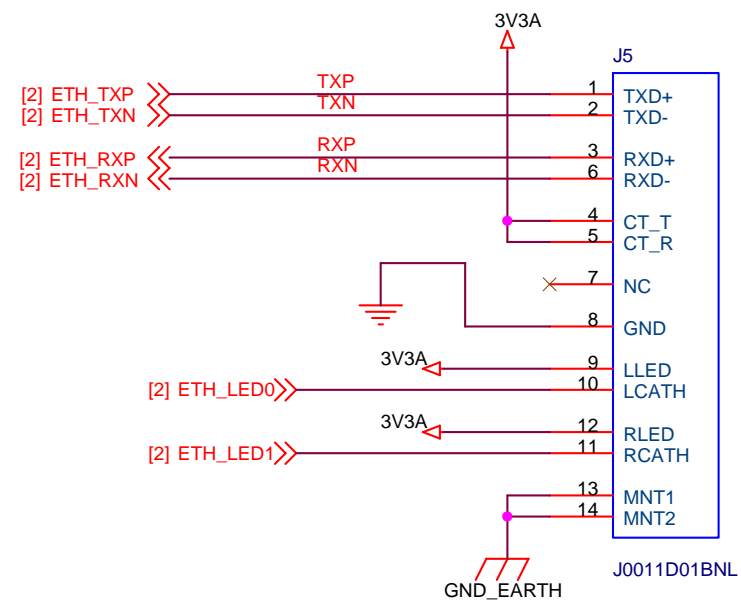 3V3A
J5
[2] ETH_TXP TXP 1 TXD+
[2] ETH_TXN TXN 2 TXD-
[2] ETH_RXP RXP 3 RXD+
[2] ETH_RXN RXN 6 RXD-
4 CT_T
5 CT_R
7 NC
8 GND
3V3A 9 LLED
[2] ETH_LED0 10 LCATH
3V3A 12 RLED
[2] ETH_LED1 11 RCATH
13 MNT1
14 MNT2
J0011D01BNL
GND_EARTH